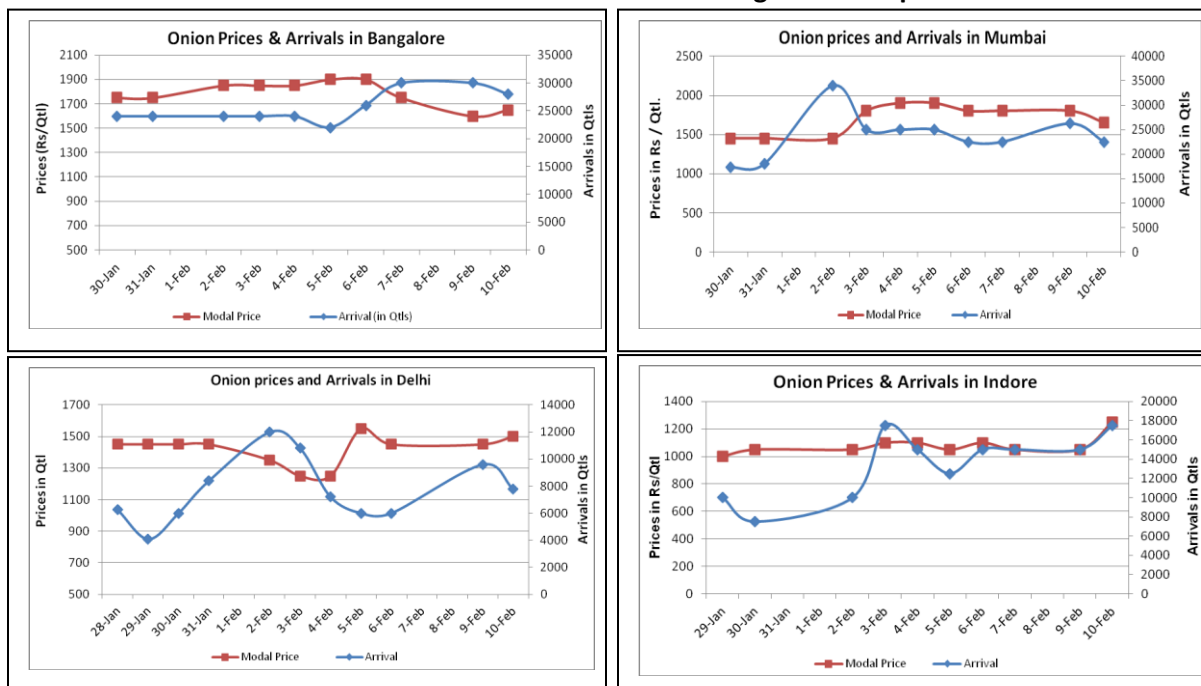 Onion Prices & Arrivals in Bangalore
Prices (Rs/Qtl)
2100
1900
1700
1500
1300
1100
900
700
500
35000
30000
25000
20000
15000
10000
5000
0
Arrivals in Qtls
30-Jan
31-Jan
1-Feb
2-Feb
3-Feb
4-Feb
5-Feb
6-Feb
7-Feb
8-Feb
9-Feb
10-Feb
Modal Price
Arrival (in Qtls)
Onion prices and Arrivals in Mumbai
Prices in Rs / Qtl.
2500
2000
1500
1000
500
0
40000
35000
30000
25000
20000
15000
10000
5000
0
Arrivals in Qtls
30-Jan
31-Jan
1-Feb
2-Feb
3-Feb
4-Feb
5-Feb
6-Feb
7-Feb
8-Feb
9-Feb
10-Feb
Modal Price
Arrival
Onion prices and Arrivals in Delhi
Prices in Qtl
1700
1500
1300
1100
900
700
500
14000
12000
10000
8000
6000
4000
2000
0
Arrivals in Qtls
28-Jan
29-Jan
30-Jan
31-Jan
1-Feb
2-Feb
3-Feb
4-Feb
5-Feb
6-Feb
7-Feb
8-Feb
9-Feb
10-Feb
Modal Price
Arrival
Onion Prices & Arrivals in Indore
Prices in Rs/Qtl
1400
1200
1000
800
600
400
200
0
20000
18000
16000
14000
12000
10000
8000
6000
4000
2000
0
Arrivals in Qtls
29-Jan
30-Jan
31-Jan
1-Feb
2-Feb
3-Feb
4-Feb
5-Feb
6-Feb
7-Feb
8-Feb
9-Feb
10-Feb
Modal Price
Arrival